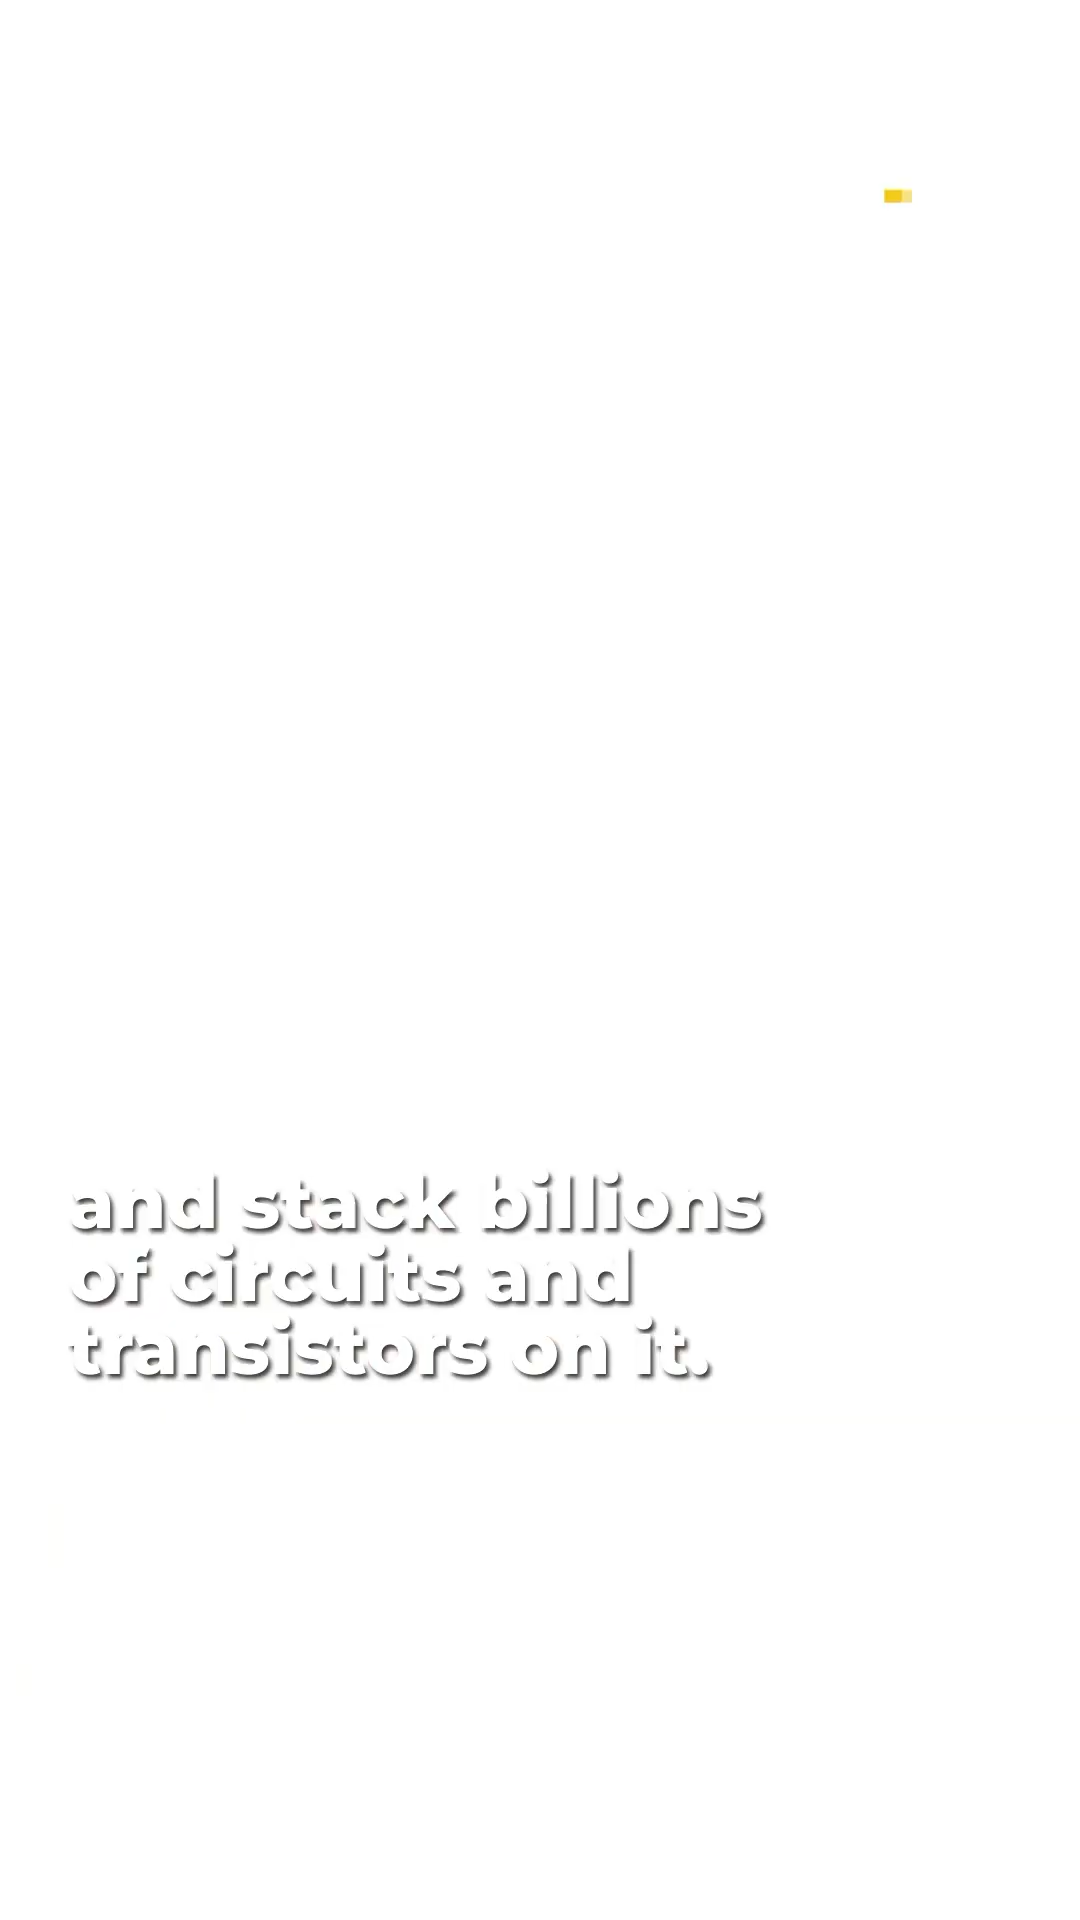 and stack billions
of circuits and
transistors on it.